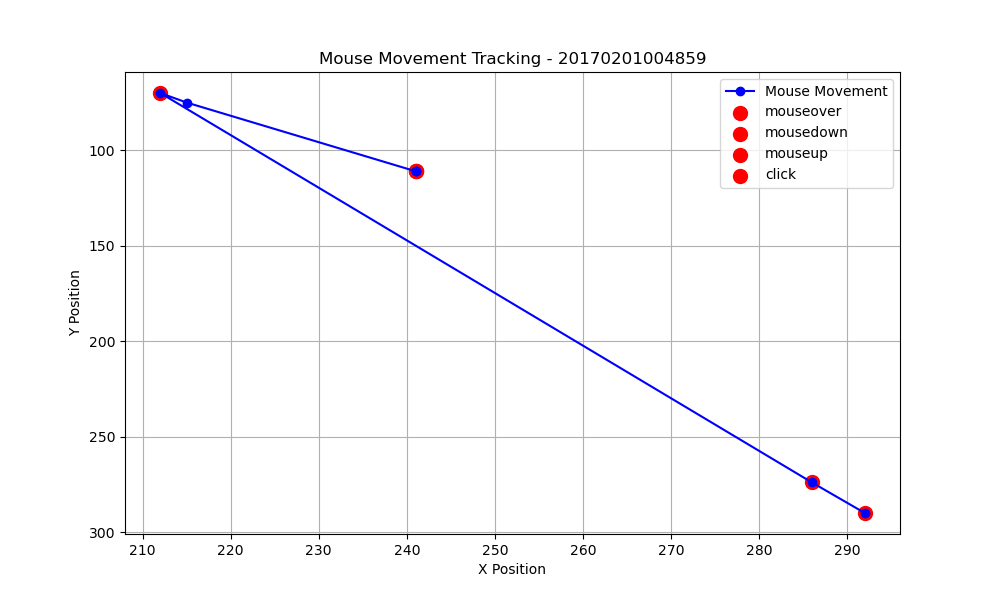 Mouse Movement Tracking - 20170201004859
Mouse Movement
mouseover
mousedown
mouseup
click
100
150
200
250
300
Y Position
210 220 230 240 250 260 270 280 290
X Position